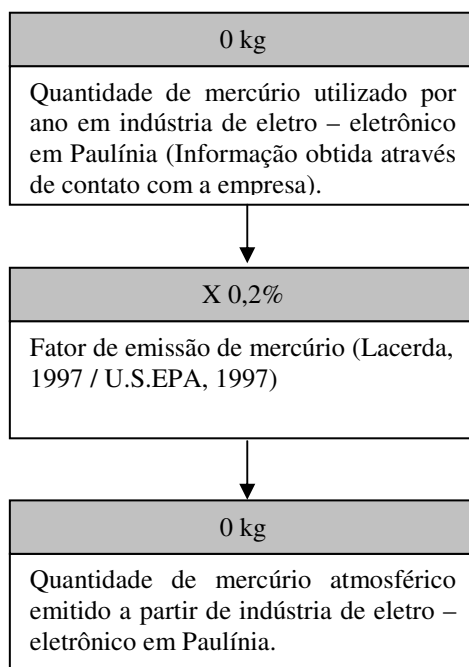 0 kg
Quantidade de mercúrio utilizado por
ano em indústria de eletro – eletrônico
em Paulínia (Informação obtida através
de contato com a empresa).
X 0,2%
Fator de emissão de mercúrio (Lacerda,
1997 / U.S.EPA, 1997)
0 kg
Quantidade de mercúrio atmosférico
emitido a partir de indústria de eletro –
eletrônico em Paulínia.